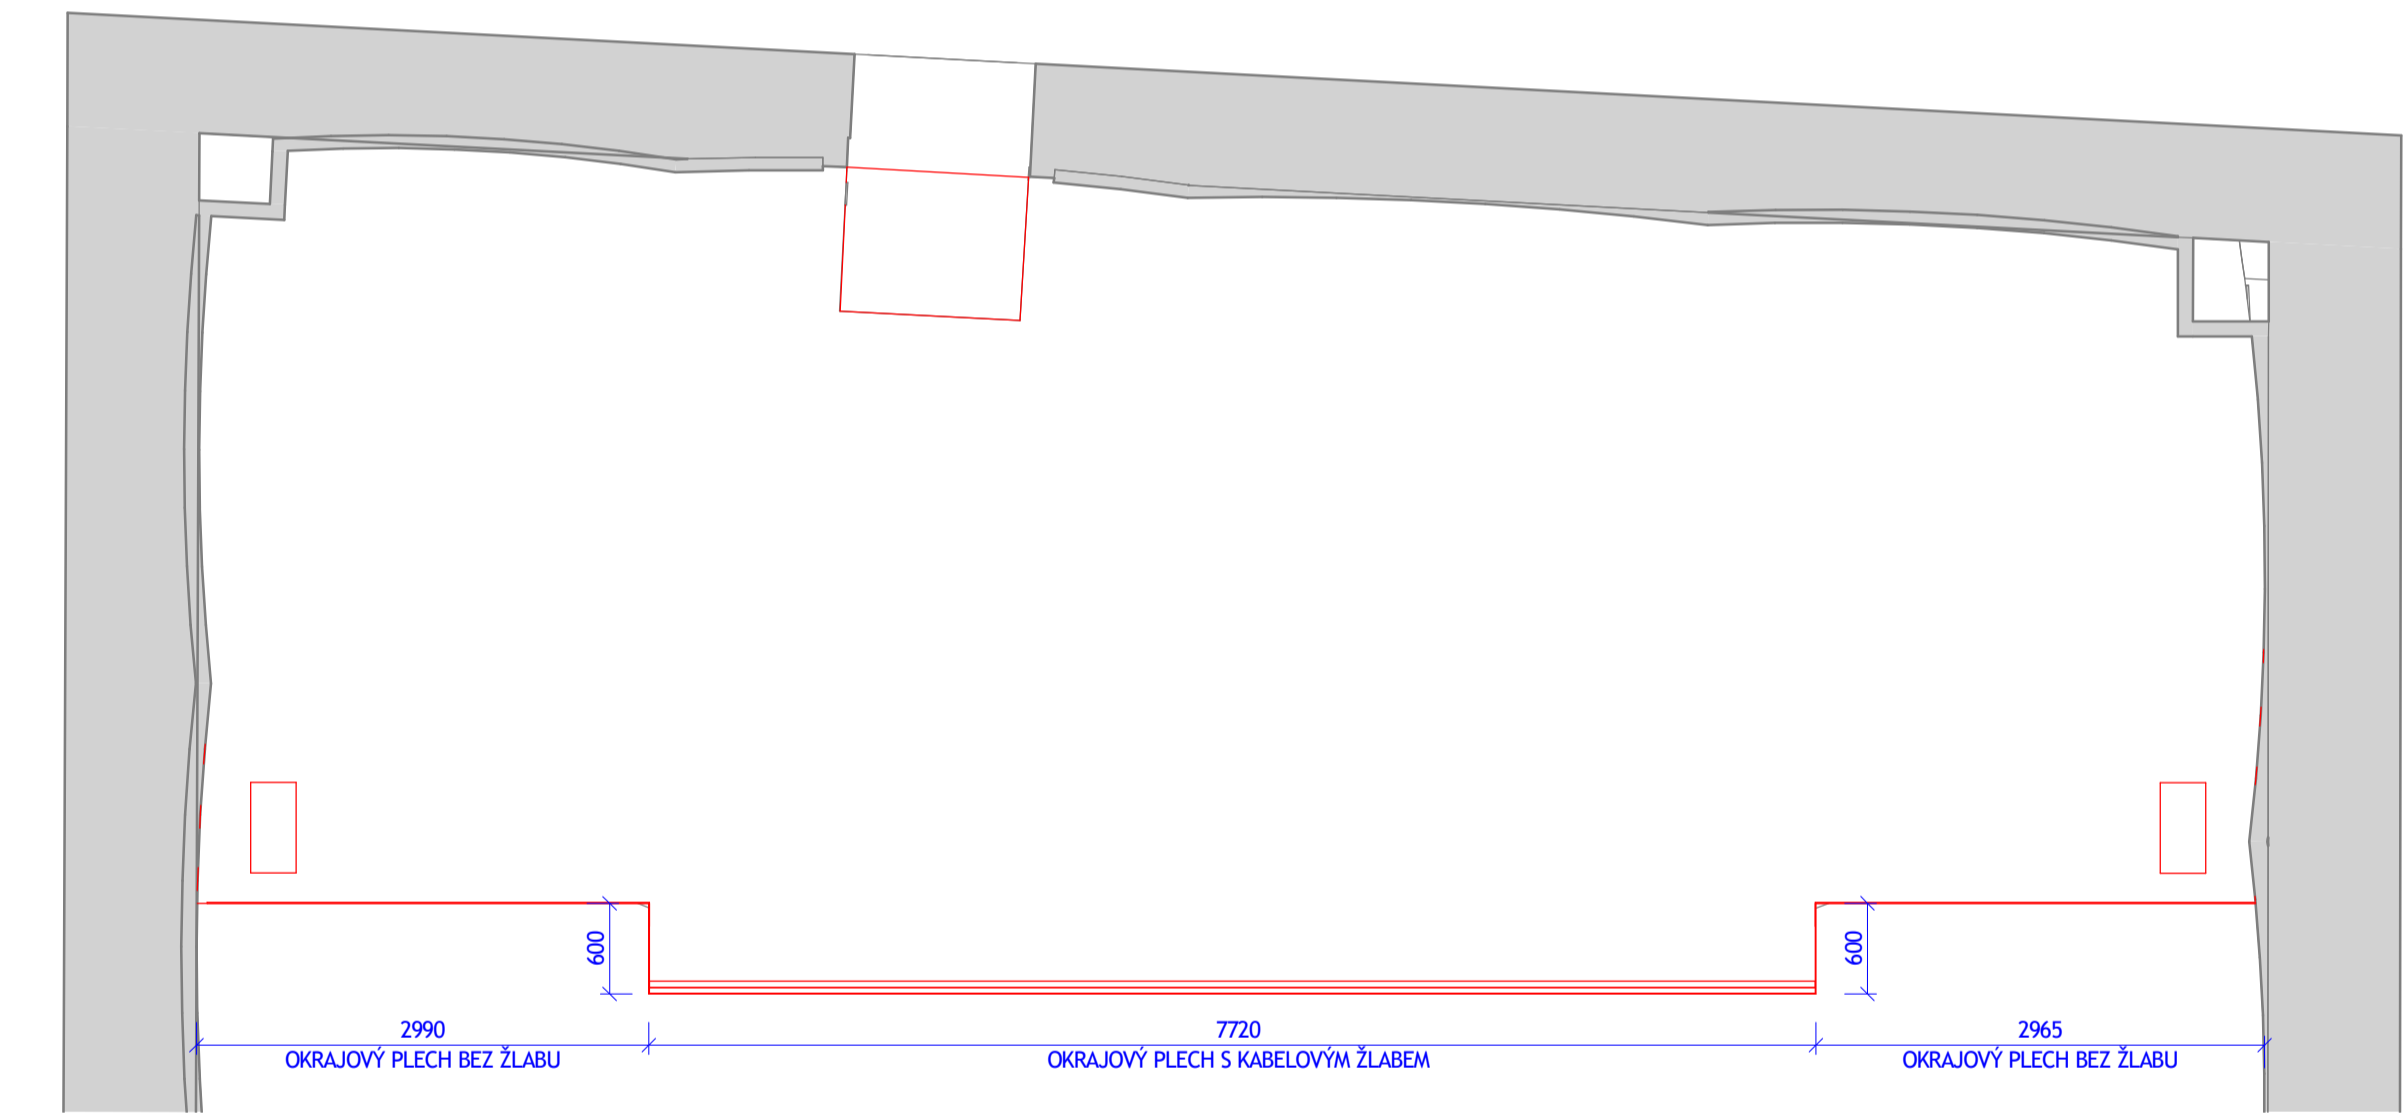 600
600
2990
7720
2965
OKRAJOVÝ PLECH BEZ ŽLABU
OKRAJOVÝ PLECH S KABELOVÝM ŽLABEM
OKRAJOVÝ PLECH BEZ ŽLABU